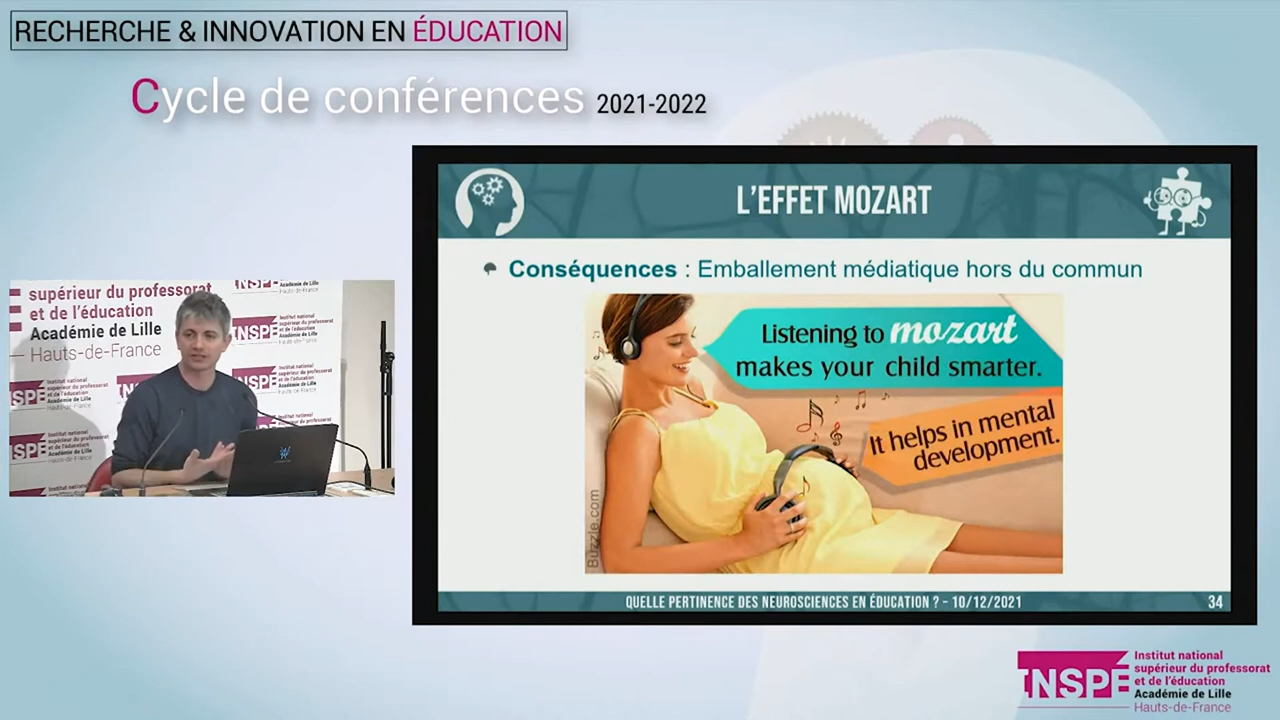 RECHERCHE & INNOVATION EN ÉDUCATION
Cycle de conférences 2021-2022
L'EFFET MOZART
Conséquences : Emballement médiatique hors du commun
Listening to mozart
makes your child smarter.
It helps in mental
development.
Buzzle.com
QUELLE PERTINENCE DES NEUROSCIENCES EN ÉDUCATION ? – 10/12/2021
34
supérieur du professorat
et de l'éducation
Académie de Lille
Hauts-de-France
INSPÉ
Institut national
supérieur du professorat
et de l'éducation
Académie de Lille
Hauts-de-France